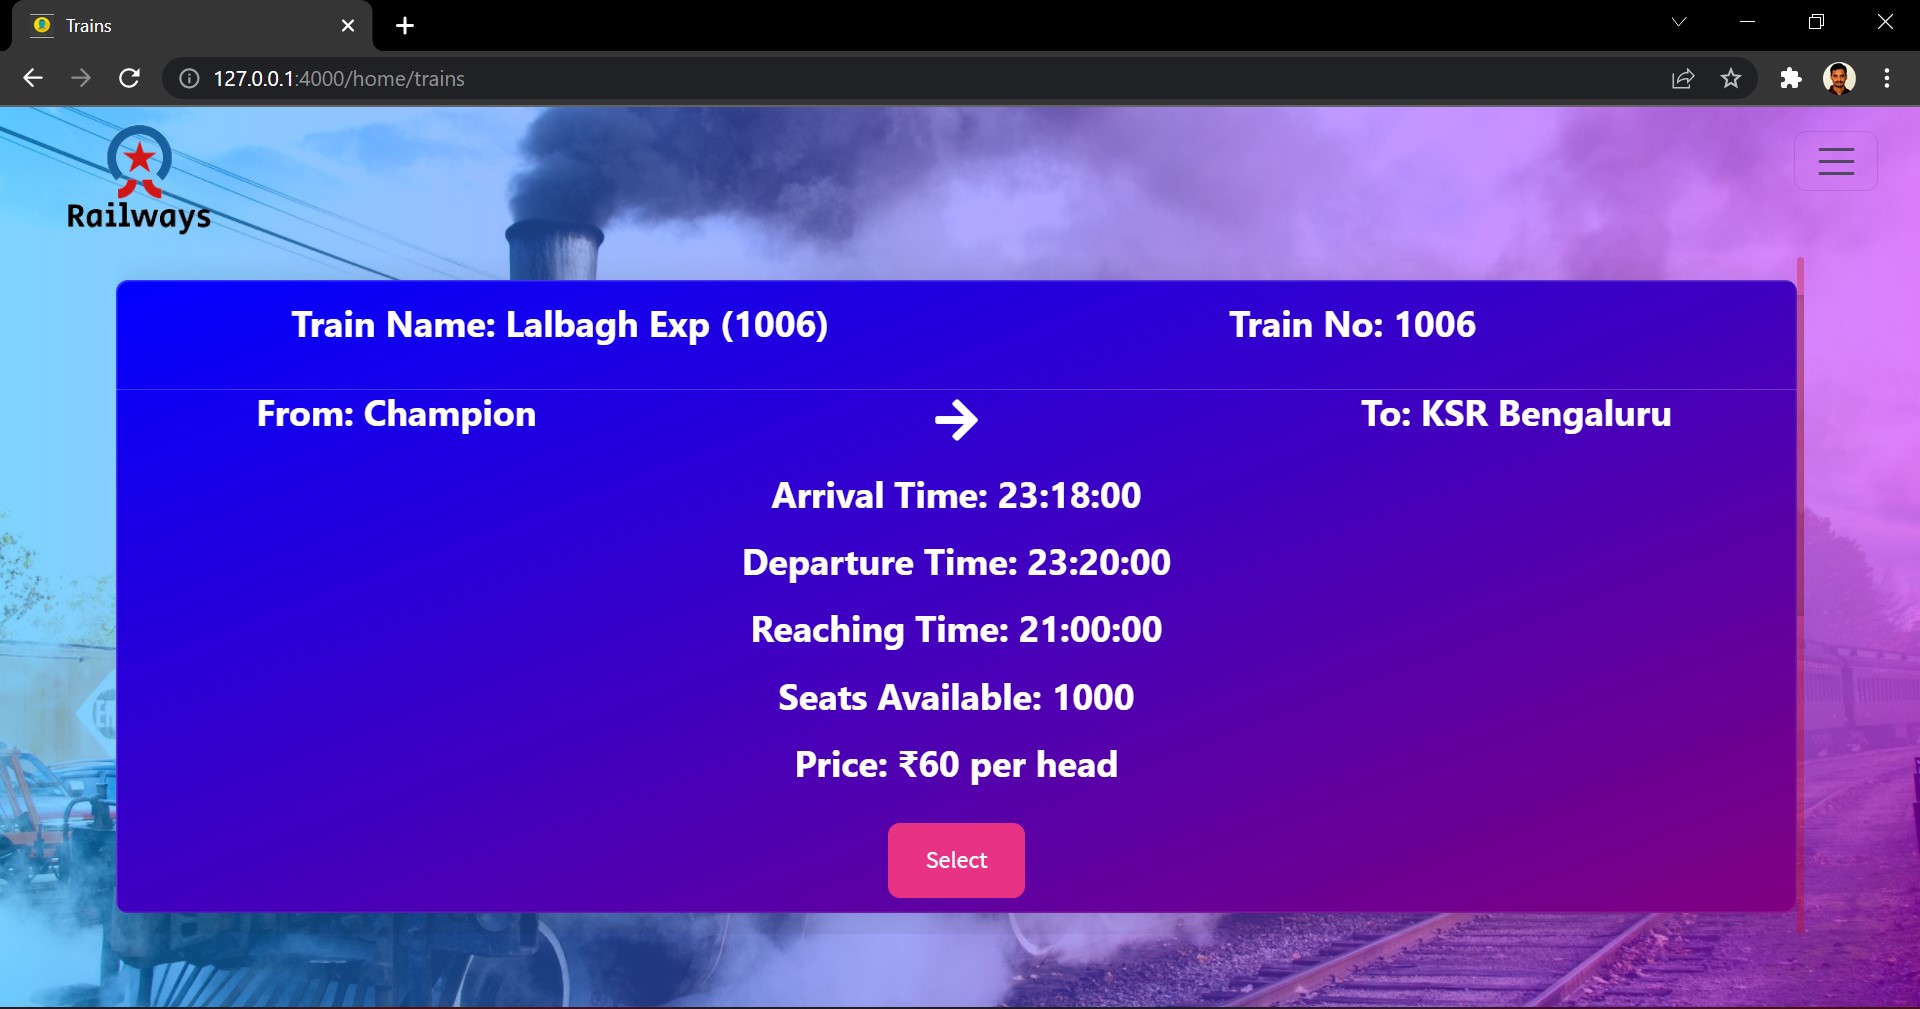 Trains
127.0.0.1:4000/home/trains
Railways
Train Name: Lalbagh Exp (1006)
Train No: 1006
From: Champion
To: KSR Bengaluru
Arrival Time: 23:18:00
Departure Time: 23:20:00
Reaching Time: 21:00:00
Seats Available: 1000
Price: ₹60 per head
Select